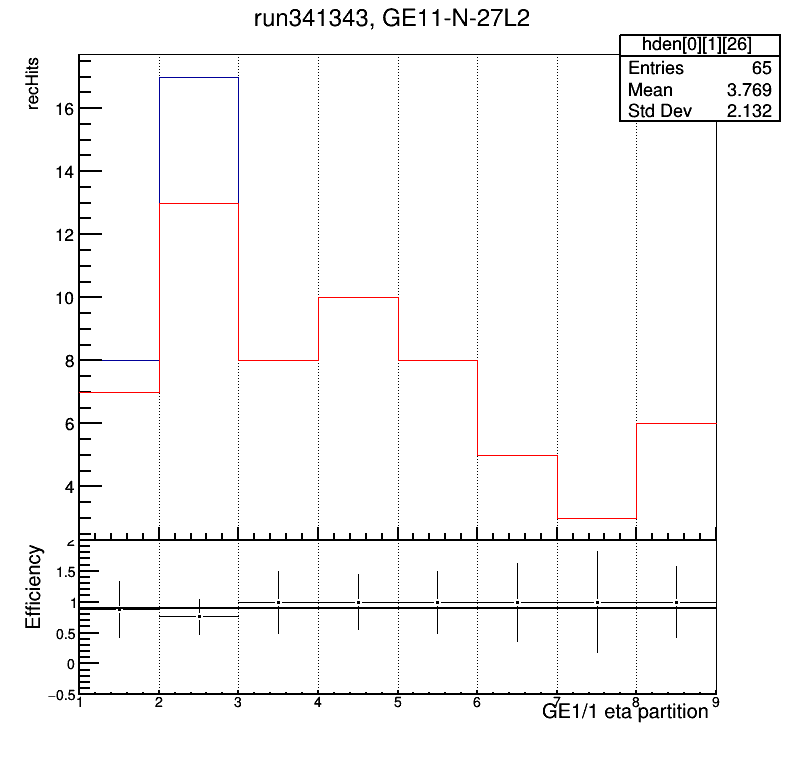 run341343, GE11-N-27L2
hden[0][1][26]
Entries 65
Mean 3.769
Std Dev 2.132
recHits
16
14
12
10
8
6
4
Efficiency
2
1.5
1
0.5
0
−0.5
1 2 3 4 5 6 7 8 9
GE1/1 eta partition